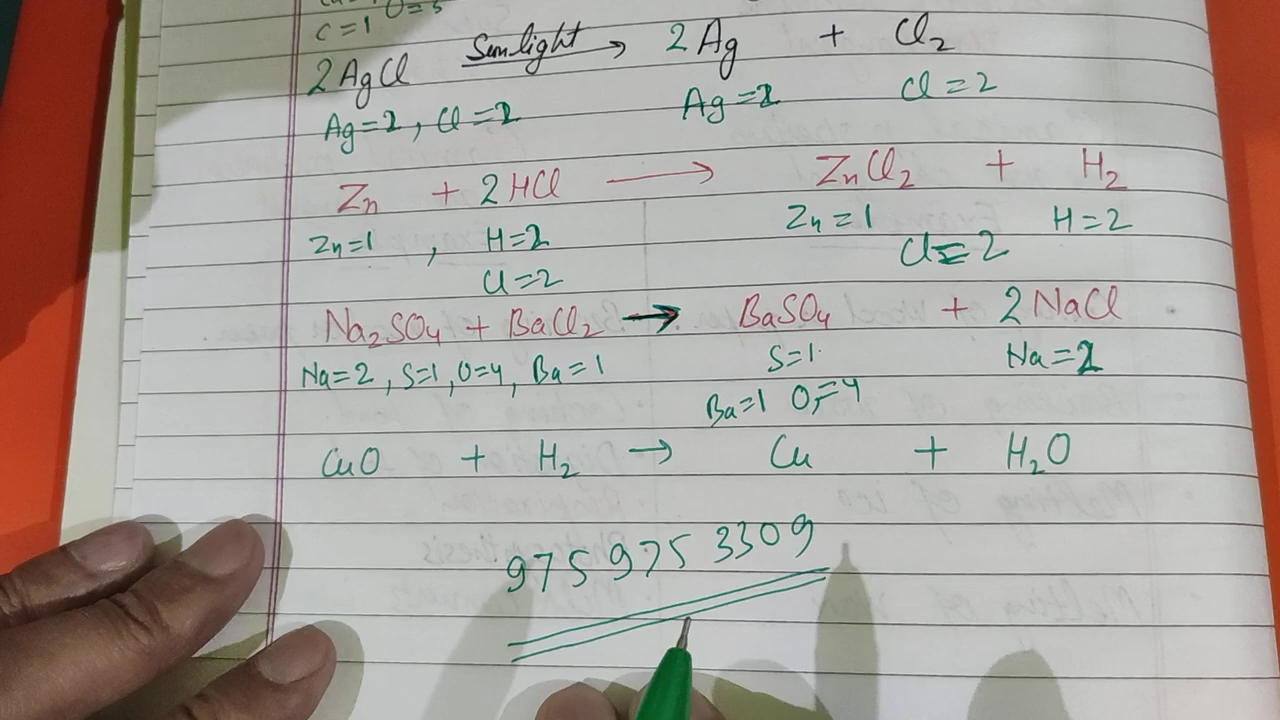 C=1 O=3
2AgCl Sunlight → 2Ag + Cl₂
Ag=2, Cl=2 Ag=2 Cl=2
Zn + 2HCl → ZnCl₂ + H₂
Zn=1, H=2 Zn=1 H=2
Cl=2 Cl=2
Na₂SO₄ + BaCl₂ → BaSO₄ + 2NaCl
Na=2, S=1, O=4, Ba=1 S=1 Na=2
Ba=1 O=4
CuO + H₂ → Cu + H₂O
975 975 3309